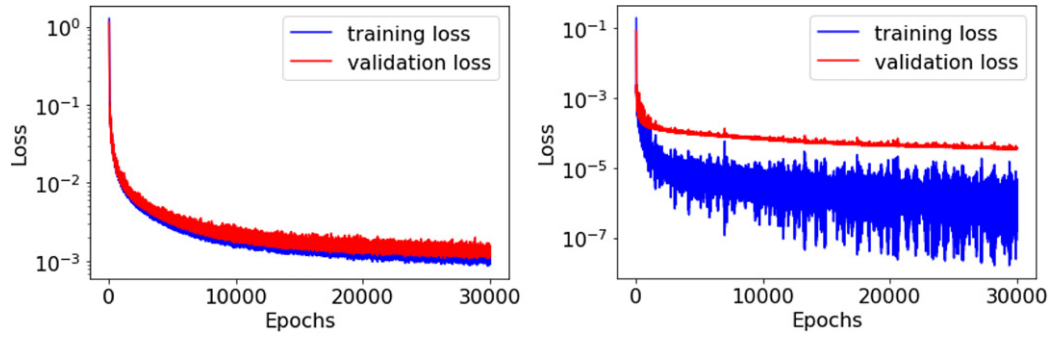 10⁰
10⁻¹
10⁻²
10⁻³
Loss
training loss
validation loss
0
10000
20000
30000
Epochs
10⁻¹
10⁻³
10⁻⁵
10⁻⁷
Loss
training loss
validation loss
0
10000
20000
30000
Epochs